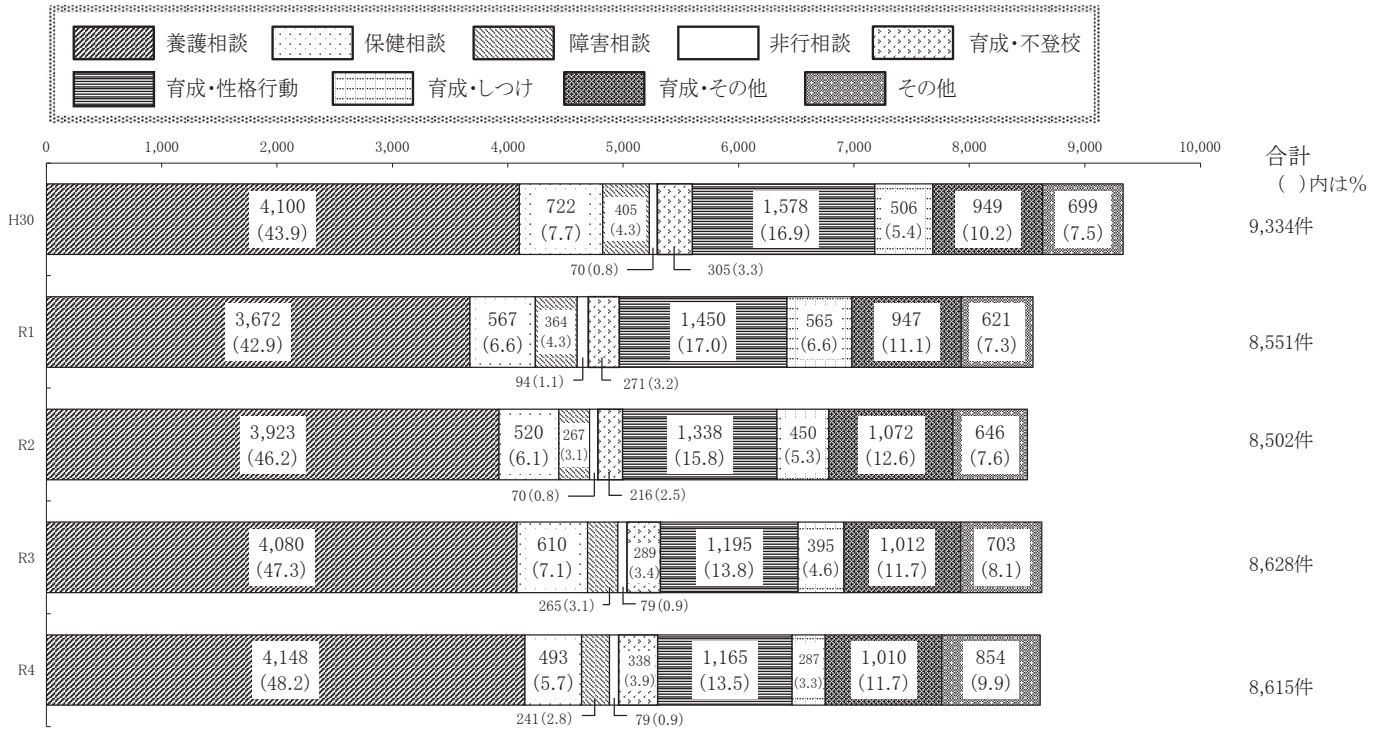 養護相談 保健相談 障害相談 非行相談 育成・不登校
育成・性格行動 育成・しつけ 育成・その他 その他
0 1,000 2,000 3,000 4,000 5,000 6,000 7,000 8,000 9,000 10,000
合計
( )内は%
H30
4,100 722 405 1,578 506 949 699
(43.9) (7.7) (4.3) (16.9) (5.4) (10.2) (7.5)
9,334件
70(0.8) 305(3.3)
R1
3,672 567 364 1,450 565 947 621
(42.9) (6.6) (4.3) (17.0) (6.6) (11.1) (7.3)
8,551件
94(1.1) 271(3.2)
R2
3,923 520 267 1,338 450 1,072 646
(46.2) (6.1) (3.1) (15.8) (5.3) (12.6) (7.6)
8,502件
70(0.8) 216(2.5)
R3
4,080 610 289 1,195 395 1,012 703
(47.3) (7.1) (3.4) (13.8) (4.6) (11.7) (8.1)
8,628件
265(3.1) 79(0.9)
R4
4,148 493 338 1,165 287 1,010 854
(48.2) (5.7) (3.9) (13.5) (3.3) (11.7) (9.9)
8,615件
241(2.8) 79(0.9)